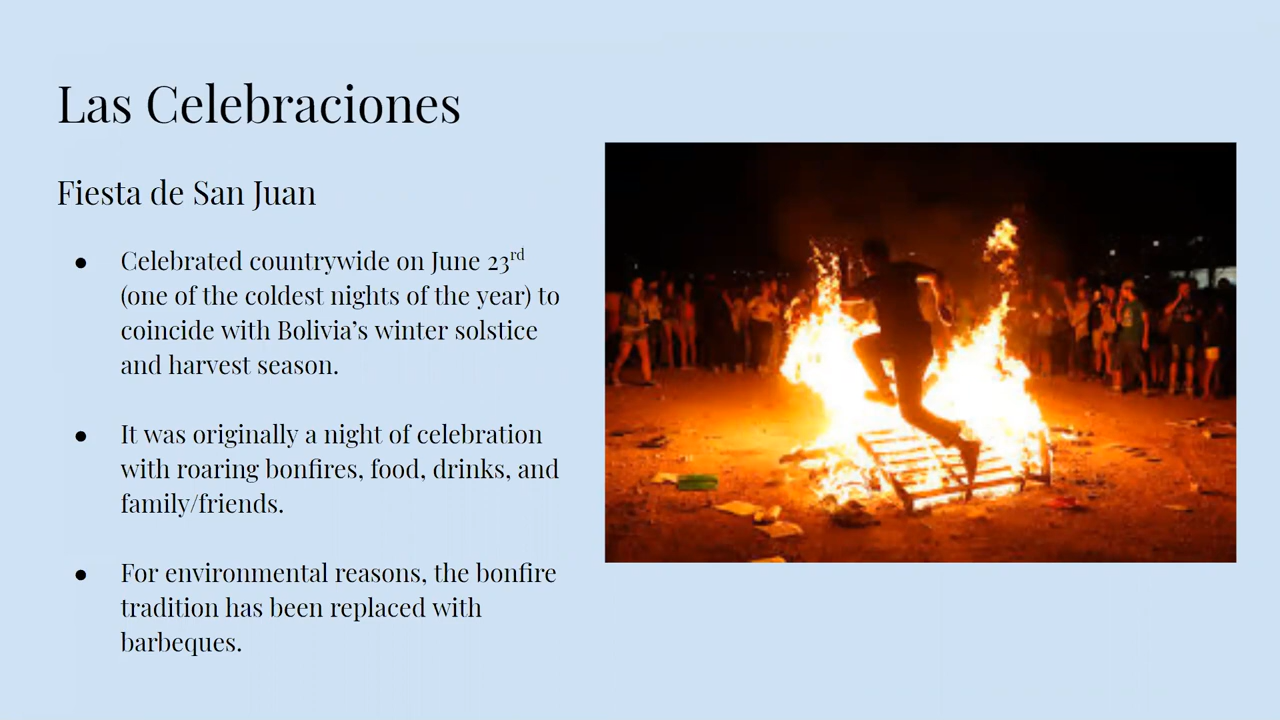 Las Celebraciones
Fiesta de San Juan
● Celebrated countrywide on June 23rd
(one of the coldest nights of the year) to
coincide with Bolivia’s winter solstice
and harvest season.
● It was originally a night of celebration
with roaring bonfires, food, drinks, and
family/friends.
● For environmental reasons, the bonfire
tradition has been replaced with
barbeques.